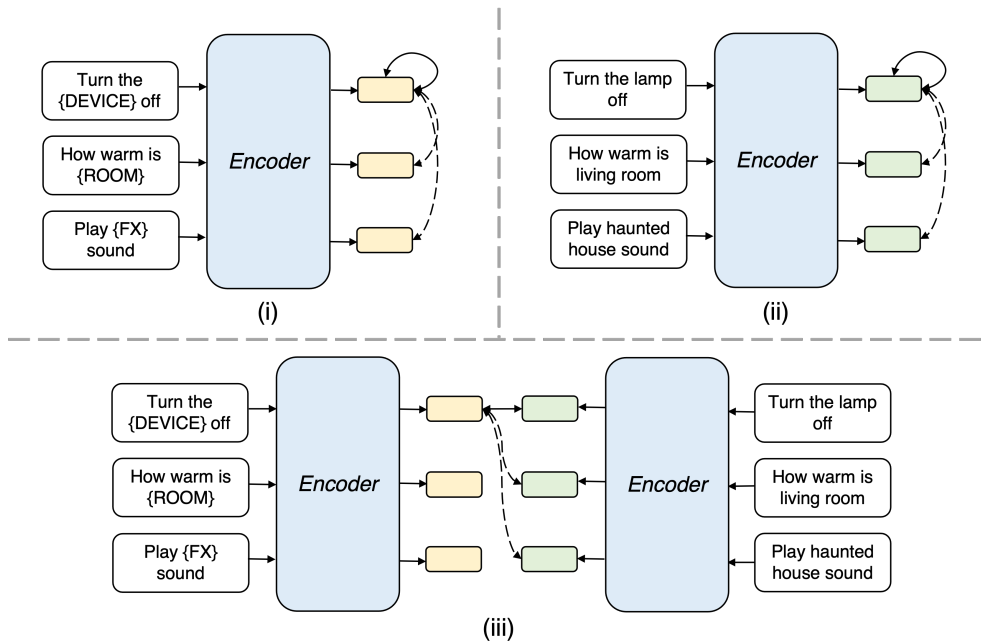 Turn the
{DEVICE} off
How warm is
{ROOM}
Play {FX}
sound
Encoder
(i)
Turn the lamp
off
How warm is
living room
Play haunted
house sound
Encoder
(ii)
Turn the
{DEVICE} off
How warm is
{ROOM}
Play {FX}
sound
Encoder
Encoder
Turn the lamp
off
How warm is
living room
Play haunted
house sound
(iii)